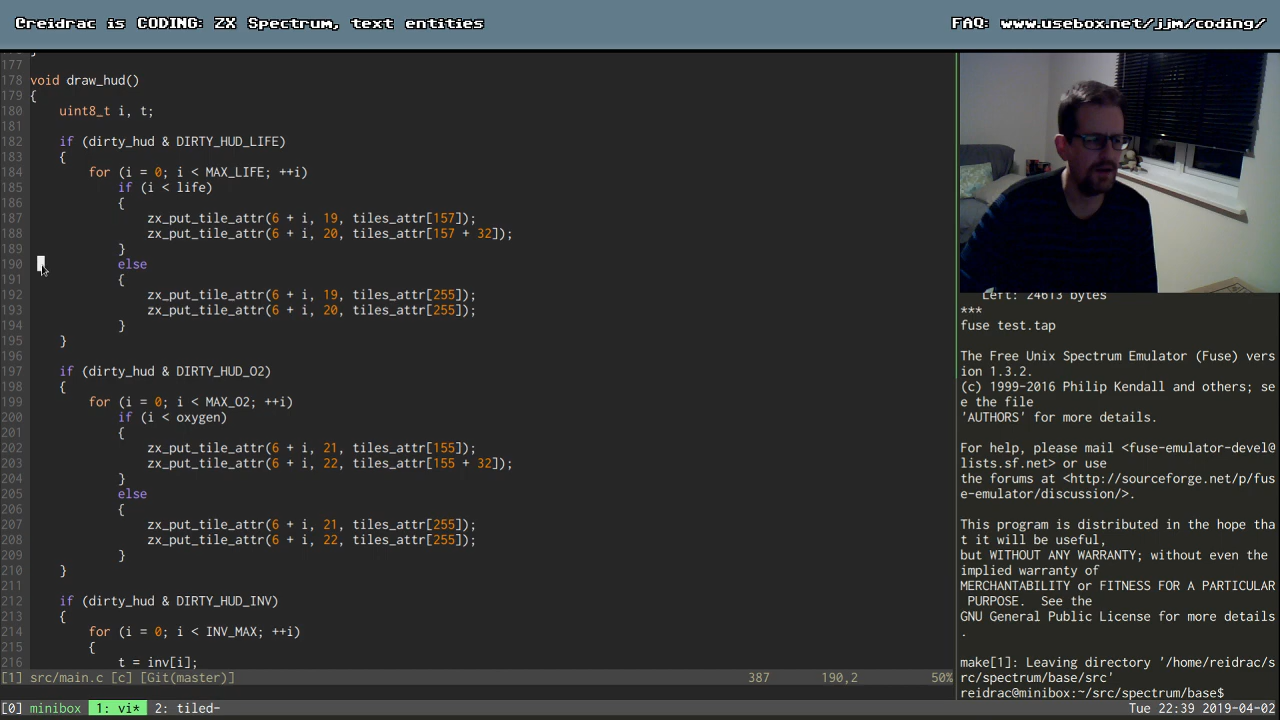 Creidrac is CODING: ZX Spectrum, text entities
FAQ: www.usebox.net/jjm/coding/
177
178 void draw_hud()
179 {
180     uint8_t i, t;
181
182     if (dirty_hud & DIRTY_HUD_LIFE)
183     {
184         for (i = 0; i < MAX_LIFE; ++i)
185             if (i < life)
186             {
187                 zx_put_tile_attr(6 + i, 19, tiles_attr[157]);
188                 zx_put_tile_attr(6 + i, 20, tiles_attr[157 + 32]);
189             }
190             else
191             {
192                 zx_put_tile_attr(6 + i, 19, tiles_attr[255]);
193                 zx_put_tile_attr(6 + i, 20, tiles_attr[255]);
194             }
195     }
196
197     if (dirty_hud & DIRTY_HUD_O2)
198     {
199         for (i = 0; i < MAX_O2; ++i)
200             if (i < oxygen)
201             {
202                 zx_put_tile_attr(6 + i, 21, tiles_attr[155]);
203                 zx_put_tile_attr(6 + i, 22, tiles_attr[155 + 32]);
204             }
205             else
206             {
207                 zx_put_tile_attr(6 + i, 21, tiles_attr[255]);
208                 zx_put_tile_attr(6 + i, 22, tiles_attr[255]);
209             }
210     }
211
212     if (dirty_hud & DIRTY_HUD_INV)
213     {
214         for (i = 0; i < INV_MAX; ++i)
215         {
216             t = inv[i];
[1] src/main.c [c] [Git(master)] 387 190,2 50%
Left: 24613 bytes
***
fuse test.tap
The Free Unix Spectrum Emulator (Fuse) vers
ion 1.3.2.
(c) 1999-2016 Philip Kendall and others; se
e the file
'AUTHORS' for more details.
For help, please mail <fuse-emulator-devel@
lists.sf.net> or use
the forums at <http://sourceforge.net/p/fus
e-emulator/discussion/>.
This program is distributed in the hope tha
t it will be useful,
but WITHOUT ANY WARRANTY; without even the
implied warranty of
MERCHANTABILITY or FITNESS FOR A PARTICULAR
 PURPOSE.  See the
GNU General Public License for more details
.
make[1]: Leaving directory '/home/reidrac/s
rc/spectrum/base/src'
reidrac@minibox:~/src/spectrum/base$
[0] minibox 1: vi* 2: tiled- Tue 22:39 2019-04-02